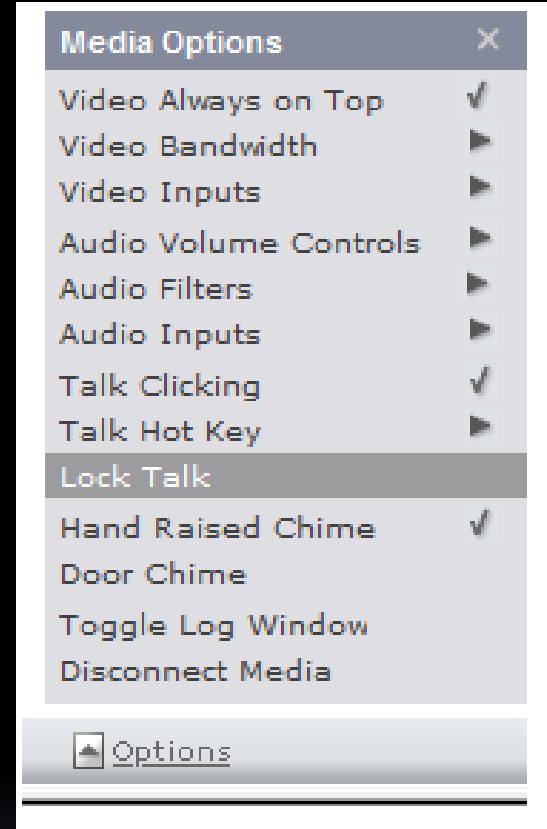 Media Options
Video Always on Top
Video Bandwidth
Video Inputs
Audio Volume Controls
Audio Filters
Audio Inputs
Talk Clicking
Talk Hot Key
Lock Talk
Hand Raised Chime
Door Chime
Toggle Log Window
Disconnect Media
Options